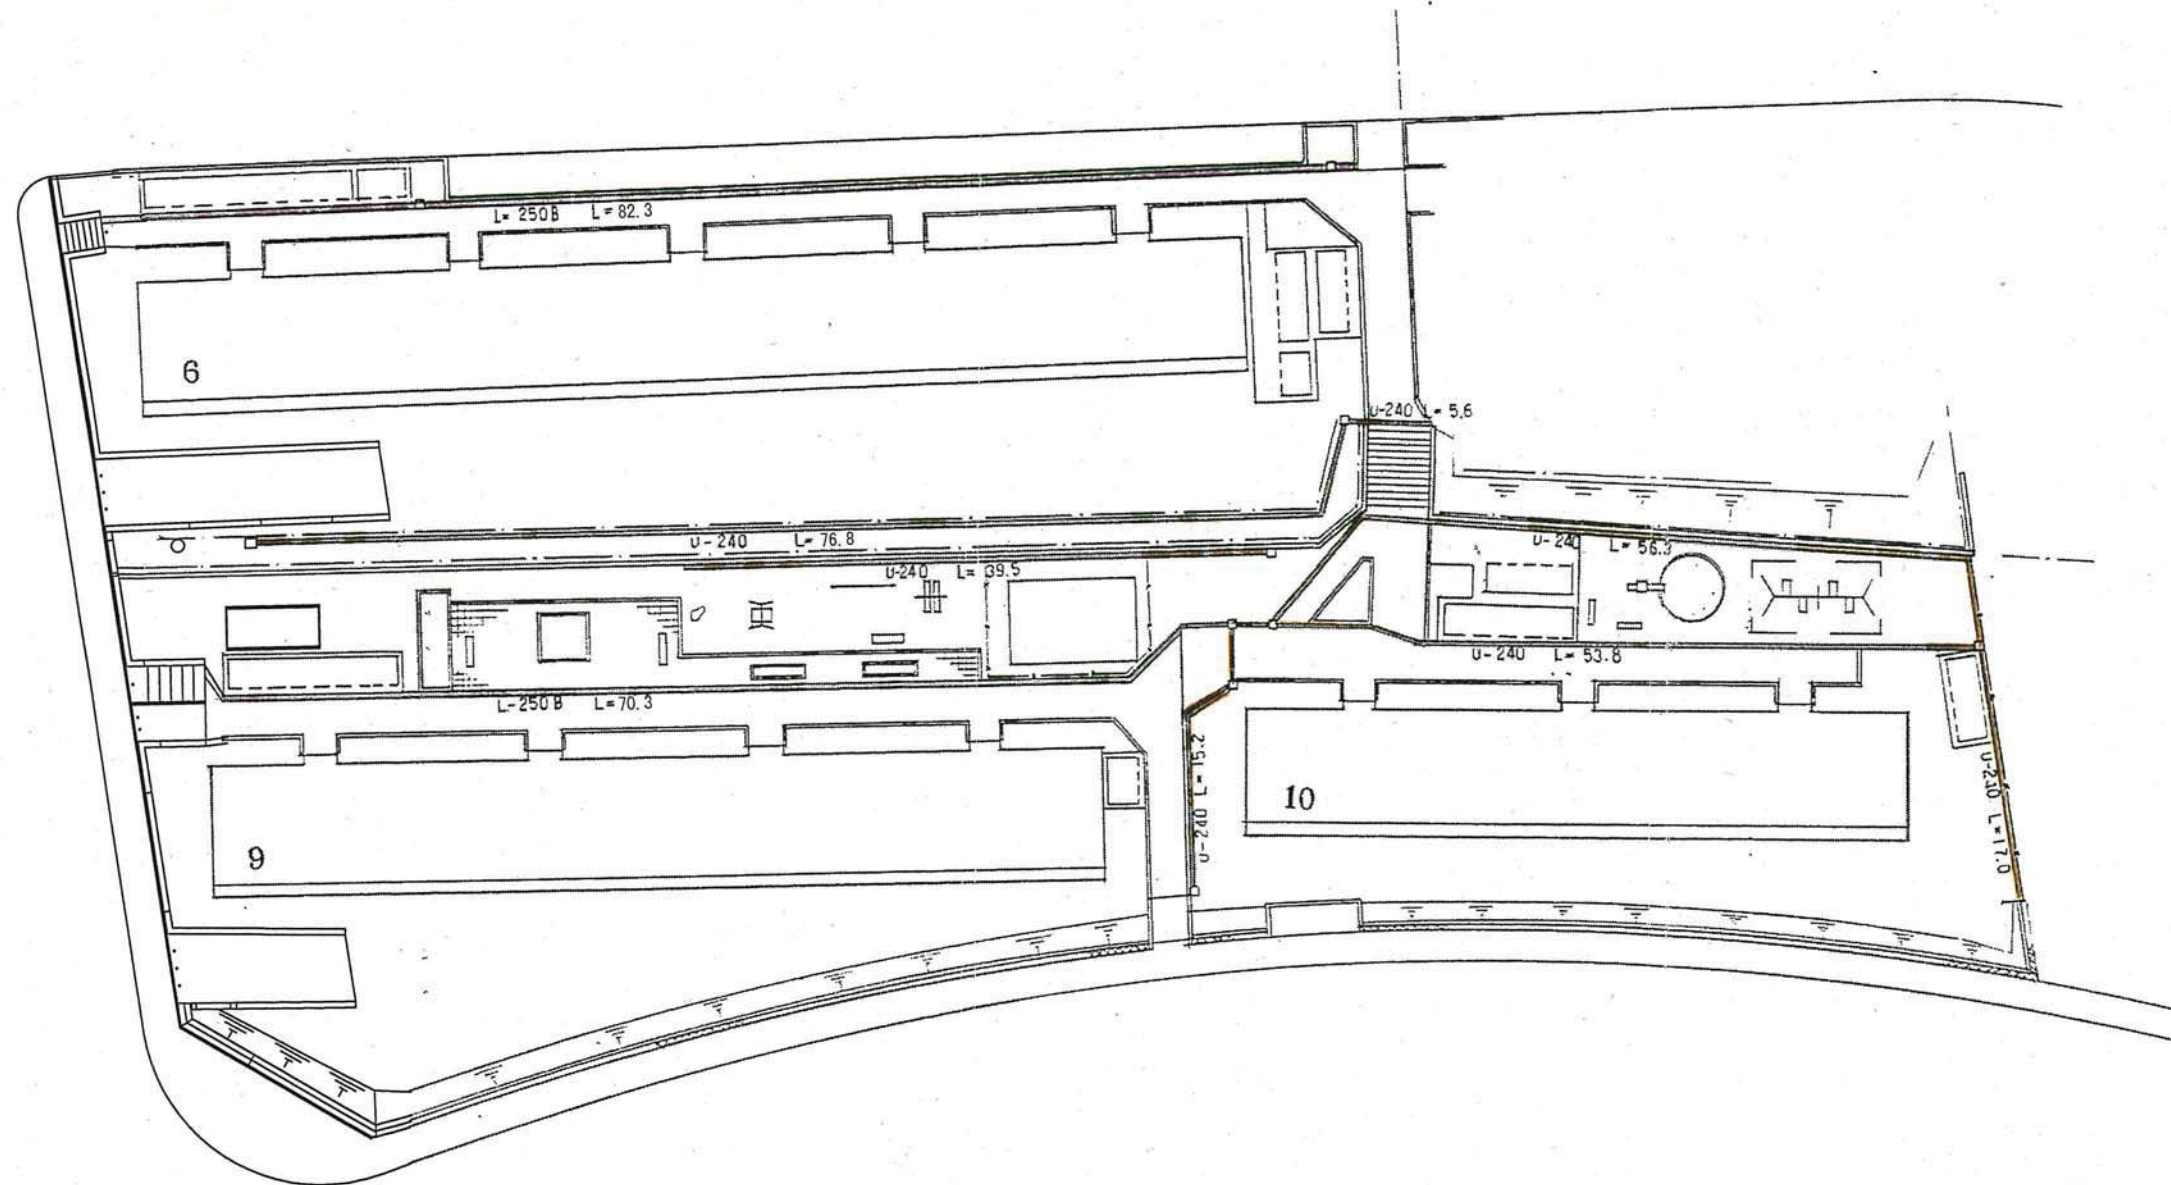 L= 250B L=82.3
6
U-240 L= 5.6
U-240 L=76.8
U-240 L= 56.3
U-240 L= 39.5
U-240 L= 53.8
L-250B L=70.3
U-240 L=15.2
10
U-240 L=17.0
9